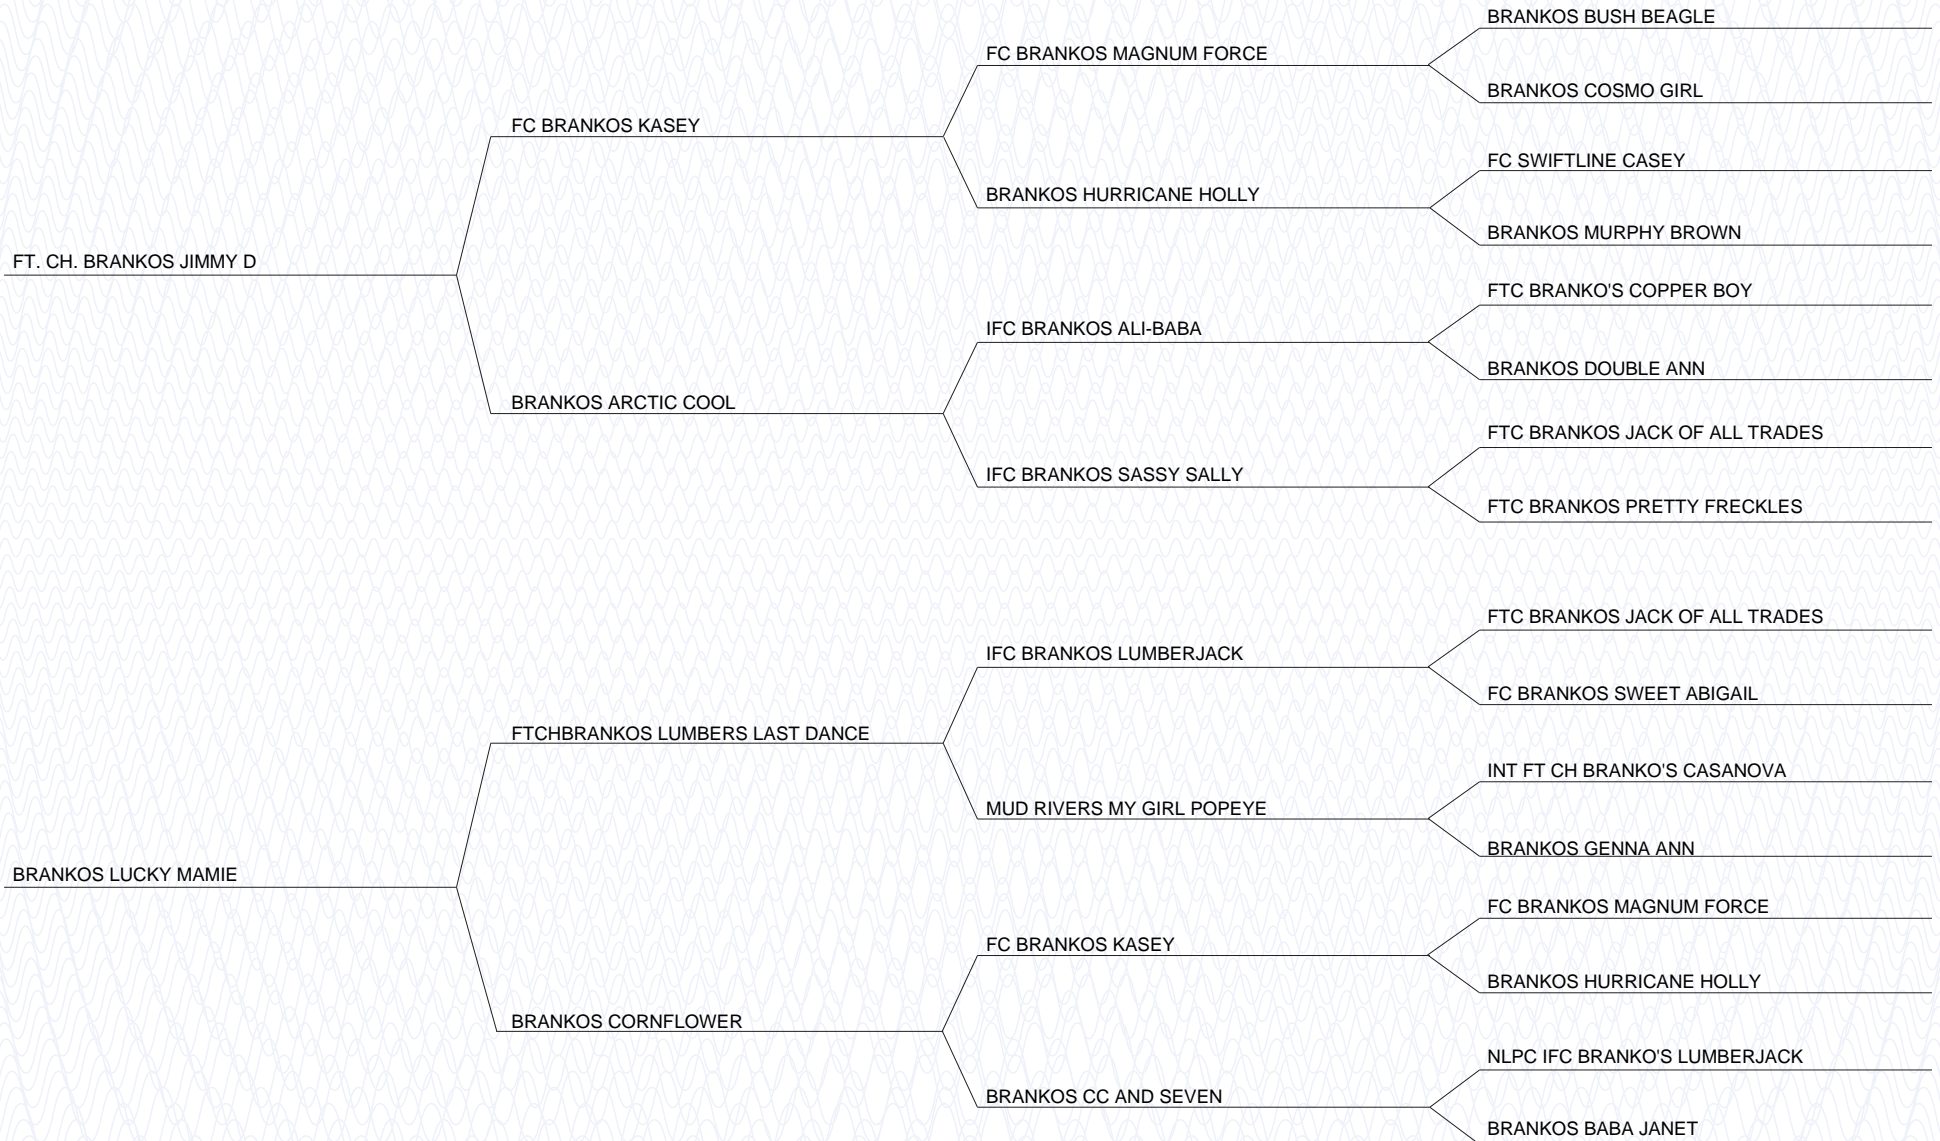 BRANKOS BUSH BEAGLE
FC BRANKOS MAGNUM FORCE
BRANKOS COSMO GIRL
FC BRANKOS KASEY
FC SWIFTLINE CASEY
BRANKOS HURRICANE HOLLY
BRANKOS MURPHY BROWN
FT. CH. BRANKOS JIMMY D
FTC BRANKO'S COPPER BOY
IFC BRANKOS ALI-BABA
BRANKOS DOUBLE ANN
BRANKOS ARCTIC COOL
FTC BRANKOS JACK OF ALL TRADES
IFC BRANKOS SASSY SALLY
FTC BRANKOS PRETTY FRECKLES
FTC BRANKOS JACK OF ALL TRADES
IFC BRANKOS LUMBERJACK
FC BRANKOS SWEET ABIGAIL
FTCHBRANKOS LUMBERS LAST DANCE
INT FT CH BRANKO'S CASANOVA
MUD RIVERS MY GIRL POPEYE
BRANKOS GENNA ANN
BRANKOS LUCKY MAMIE
FC BRANKOS MAGNUM FORCE
FC BRANKOS KASEY
BRANKOS HURRICANE HOLLY
BRANKOS CORNFLOWER
NLPC IFC BRANKO'S LUMBERJACK
BRANKOS CC AND SEVEN
BRANKOS BABA JANET